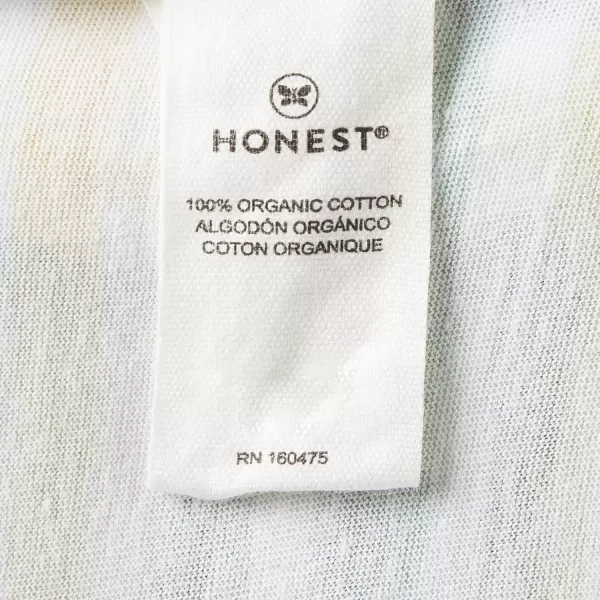 HONEST®
100% ORGANIC COTTON
ALGODÓN ORGÁNICO
COTON ORGANIQUE
RN 160475